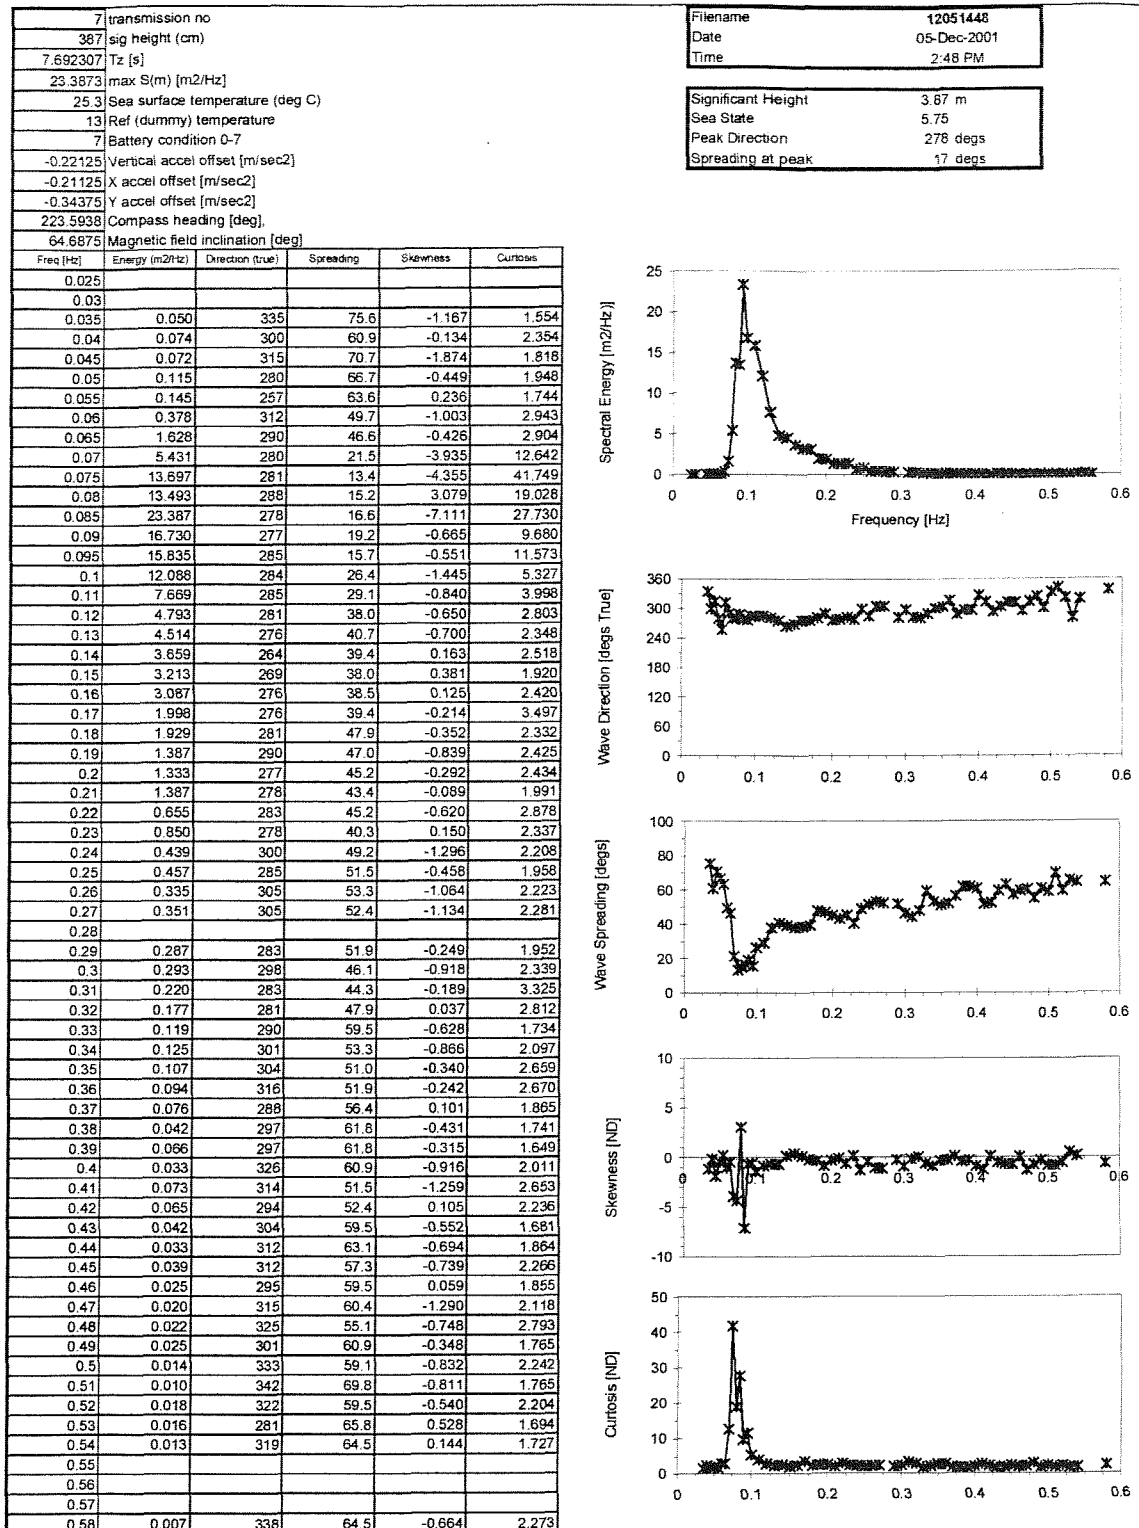 7 transmission no
387 sig height (cm)
7.692307 Tz [s]
23.3873 max S(m) [m2/Hz]
25.3 Sea surface temperature (deg C)
13 Ref (dummy) temperature
7 Battery condition 0-7
-0.22125 Vertical accel offset [m/sec2]
-0.21125 X accel offset [m/sec2]
-0.34375 Y accel offset [m/sec2]
223.5938 Compass heading [deg],
64.6875 Magnetic field inclination [deg]
Filename 12051448
Date 05-Dec-2001
Time 2:48 PM
Significant Height 3.87 m
Sea State 5.75
Peak Direction 278 degs
Spreading at peak 17 degs
Freq [Hz] Energy (m2/Hz) Direction (true) Spreading Skewness Curtosis
0.025
0.03
0.035 0.050 335 75.6 -1.167 1.554
0.04 0.074 300 60.9 -0.134 2.354
0.045 0.072 315 70.7 -1.874 1.818
0.05 0.115 280 66.7 -0.449 1.948
0.055 0.145 257 63.6 0.236 1.744
0.06 0.378 312 49.7 -1.003 2.943
0.065 1.628 290 46.6 -0.426 2.904
0.07 5.431 280 21.5 -3.935 12.642
0.075 13.697 281 13.4 -4.355 41.749
0.08 13.493 288 15.2 3.079 19.028
0.085 23.387 278 16.6 -7.111 27.730
0.09 16.730 277 19.2 -0.665 9.680
0.095 15.835 285 15.7 -0.551 11.573
0.1 12.088 284 26.4 -1.445 5.327
0.11 7.669 285 29.1 -0.840 3.998
0.12 4.793 281 38.0 -0.650 2.803
0.13 4.514 276 40.7 -0.700 2.348
0.14 3.659 264 39.4 0.163 2.518
0.15 3.213 269 38.0 0.381 1.920
0.16 3.087 276 38.5 0.125 2.420
0.17 1.998 276 39.4 -0.214 3.497
0.18 1.929 281 47.9 -0.352 2.332
0.19 1.387 290 47.0 -0.839 2.425
0.2 1.333 277 45.2 -0.292 2.434
0.21 1.387 278 43.4 -0.089 1.991
0.22 0.655 283 45.2 -0.620 2.878
0.23 0.850 278 40.3 0.150 2.337
0.24 0.439 300 49.2 -1.296 2.208
0.25 0.457 285 51.5 -0.458 1.958
0.26 0.335 305 53.3 -1.064 2.223
0.27 0.351 305 52.4 -1.134 2.281
0.28
0.29 0.287 283 51.9 -0.249 1.952
0.3 0.293 298 46.1 -0.918 2.339
0.31 0.220 283 44.3 -0.189 3.325
0.32 0.177 281 47.9 0.037 2.812
0.33 0.119 290 59.5 -0.628 1.734
0.34 0.125 301 53.3 -0.866 2.097
0.35 0.107 304 51.0 -0.340 2.659
0.36 0.094 316 51.9 -0.242 2.670
0.37 0.076 288 56.4 0.101 1.865
0.38 0.042 297 61.8 -0.431 1.741
0.39 0.066 297 61.8 -0.315 1.649
0.4 0.033 326 60.9 -0.916 2.011
0.41 0.073 314 51.5 -1.259 2.653
0.42 0.065 294 52.4 0.105 2.236
0.43 0.042 304 59.5 -0.552 1.681
0.44 0.033 312 63.1 -0.694 1.864
0.45 0.039 312 57.3 -0.739 2.266
0.46 0.025 295 59.5 0.059 1.855
0.47 0.020 315 60.4 -1.290 2.118
0.48 0.022 325 55.1 -0.748 2.793
0.49 0.025 301 60.9 -0.348 1.765
0.5 0.014 333 59.1 -0.832 2.242
0.51 0.010 342 69.8 -0.811 1.765
0.52 0.018 322 59.5 -0.540 2.204
0.53 0.016 281 65.8 0.528 1.694
0.54 0.013 319 64.5 0.144 1.727
0.55
0.56
0.57
0.58 0.007 338 64.5 -0.664 2.273
Spectral Energy [m2/Hz)]
25
20
15
10
5
0
0 0.1 0.2 0.3 0.4 0.5 0.6
Frequency [Hz]
Wave Direction [degs True]
360
300
240
180
120
60
0
0 0.1 0.2 0.3 0.4 0.5 0.6
Wave Spreading [degs]
100
80
60
40
20
0
0 0.1 0.2 0.3 0.4 0.5 0.6
Skewness [ND]
10
5
0
-5
-10
0 0.1 0.2 0.3 0.4 0.5 0.6
Curtosis [ND]
50
40
30
20
10
0
0 0.1 0.2 0.3 0.4 0.5 0.6